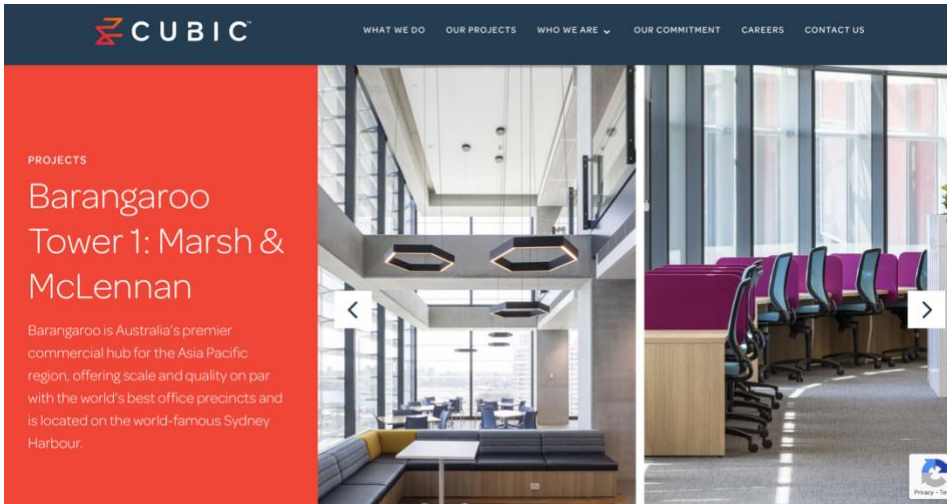 CUBIC
WHAT WE DO
OUR PROJECTS
WHO WE ARE
OUR COMMITMENT
CAREERS
CONTACT US
PROJECTS
Barangaroo
Tower 1: Marsh &
McLennan
Barangaroo is Australia's premier
commercial hub for the Asia Pacific
region, offering scale and quality on par
with the world's best office precincts and
is located on the world-famous Sydney
Harbour.
Privacy -